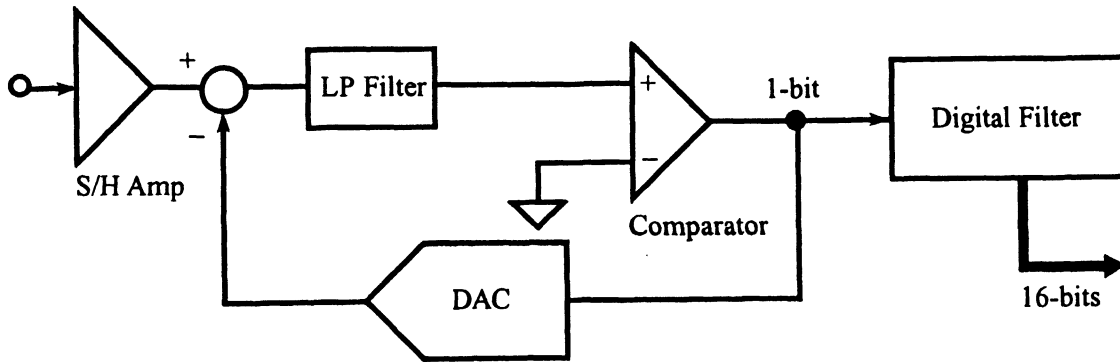 +
LP Filter
+
1-bit
Digital Filter
−
−
S/H Amp
Comparator
DAC
16-bits